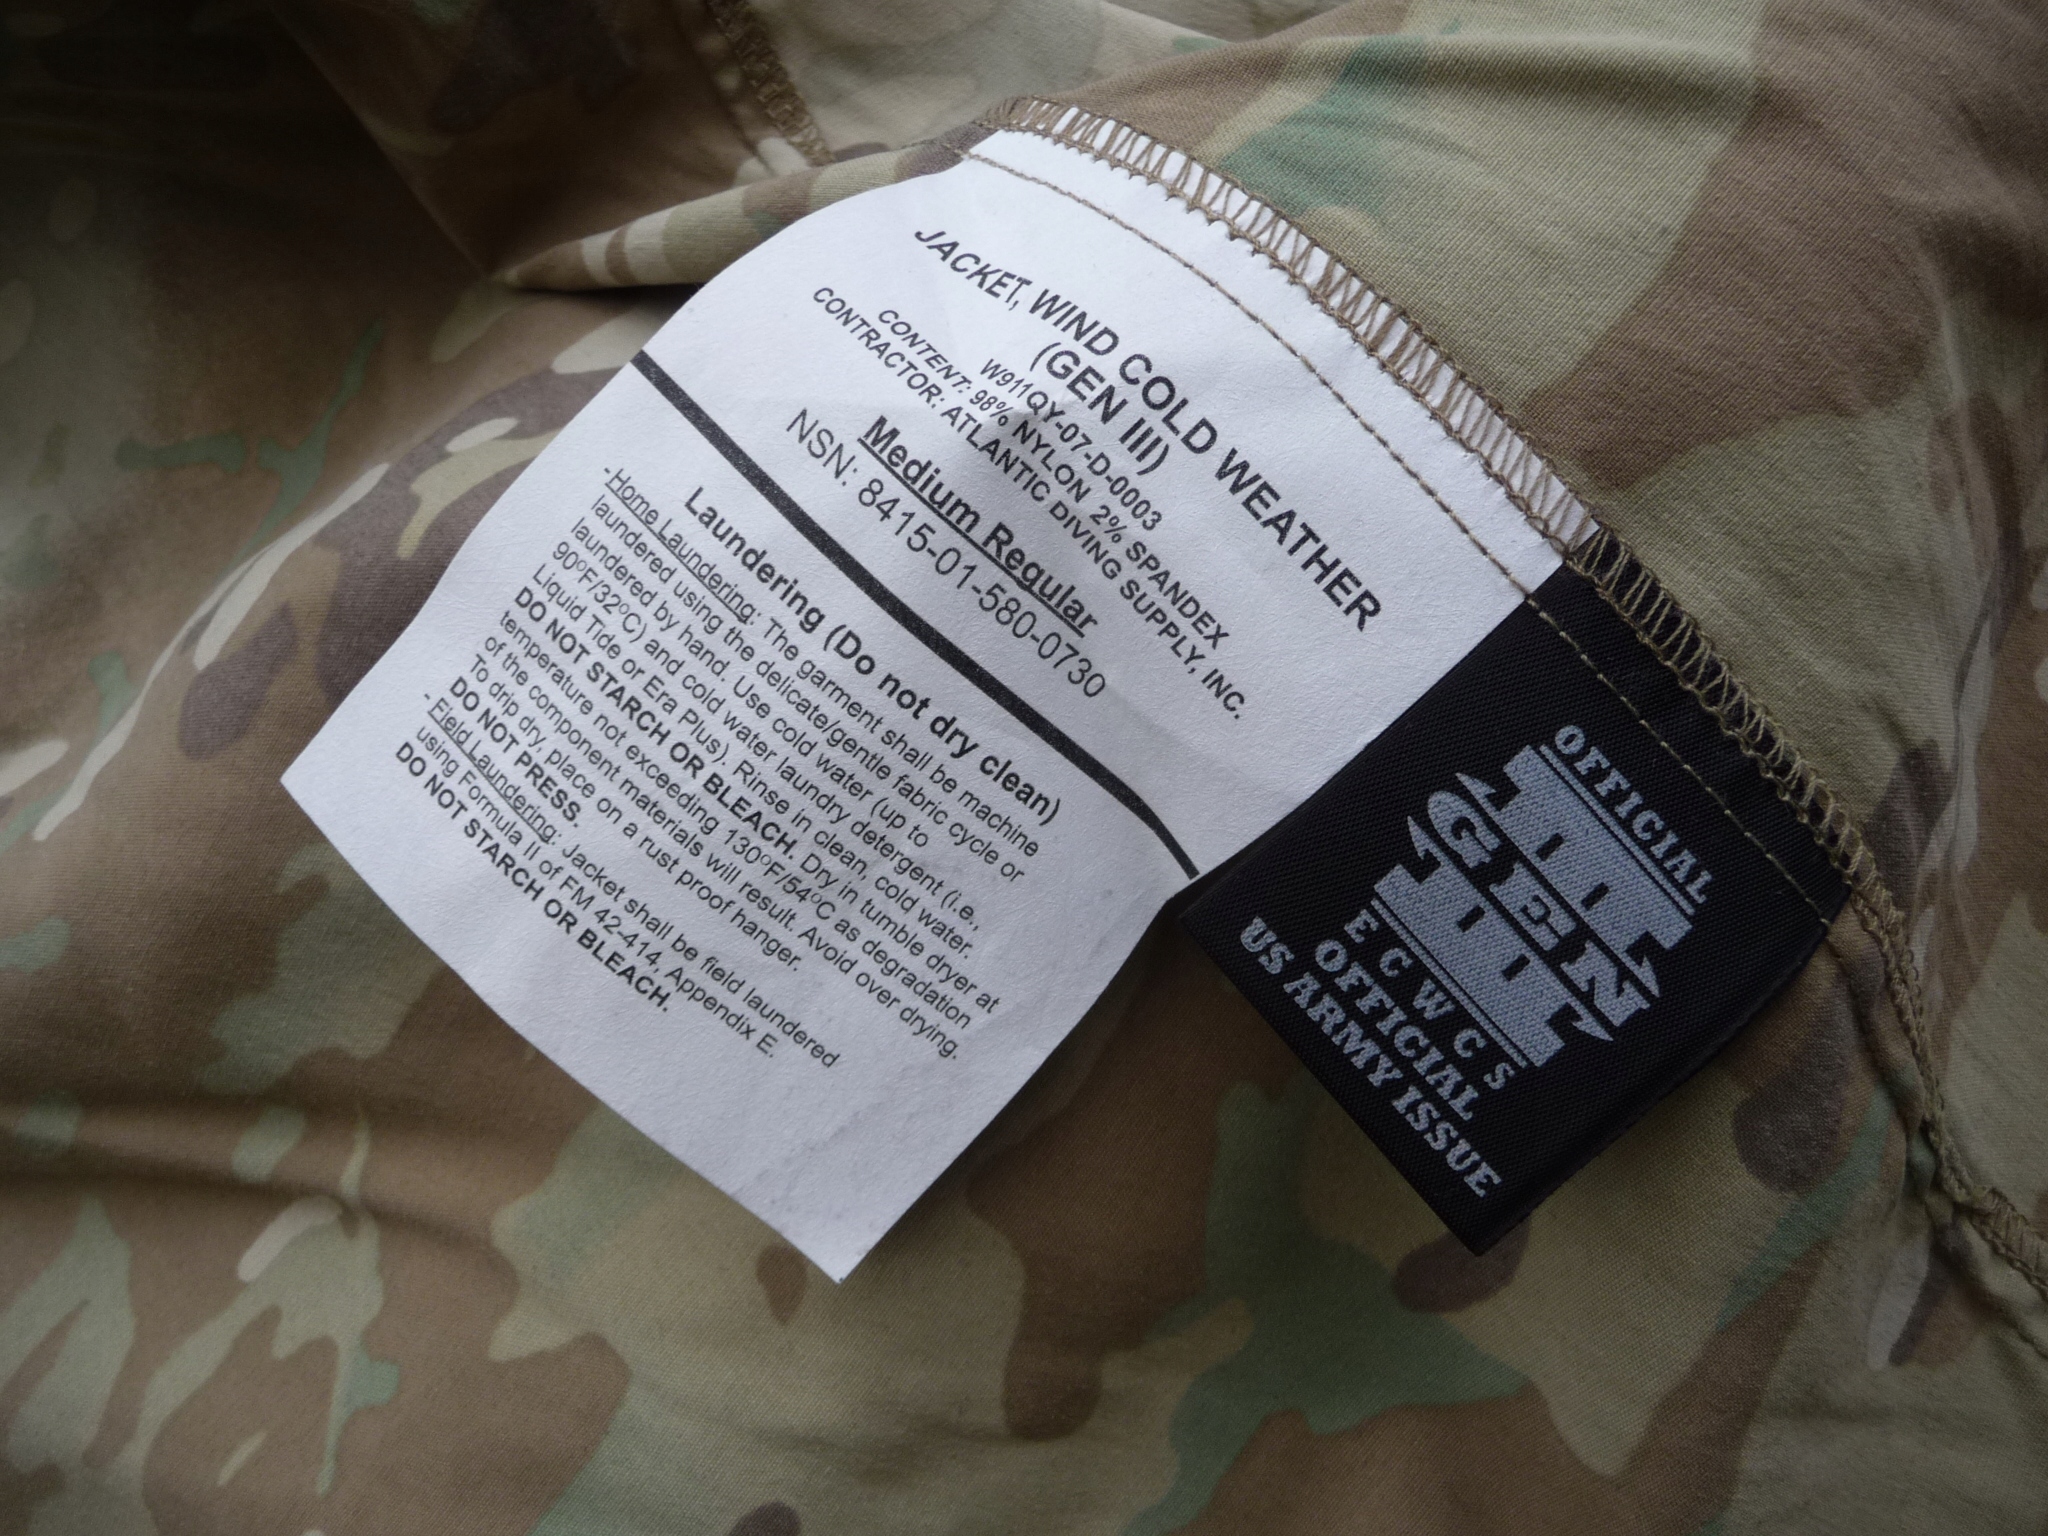 JACKET, WIND COLD WEATHER
(GEN III)
W911QY-07-D-0003
CONTENT: 98% NYLON 2% SPANDEX
CONTRACTOR: ATLANTIC DIVING SUPPLY, INC.
Medium Regular
NSN: 8415-01-580-0730
Laundering (Do not dry clean)
- Home Laundering: The garment shall be machine
laundered using the delicate/gentle fabric cycle or
laundered by hand. Use cold water (up to
90°F/32°C) and cold water laundry detergent (i.e.,
Liquid Tide or Era Plus). Rinse in clean, cold water.
DO NOT STARCH OR BLEACH. Dry in tumble dryer at
temperature not exceeding 130°F/54°C as degradation
of the component materials will result. Avoid over drying.
To drip dry, place on a rust proof hanger.
DO NOT PRESS.
- Field Laundering: Jacket shall be field laundered
using Formula II of FM 42-414, Appendix E.
DO NOT STARCH OR BLEACH.
OFFICIAL
III
GEN
ECWCS
OFFICIAL
US ARMY ISSUE